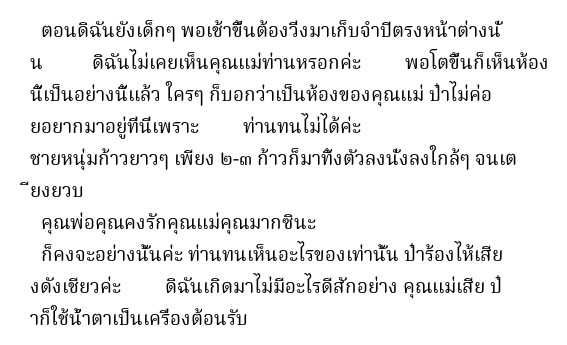 ตอนดิฉันยังเด็กๆ พอเช้าขึ้นต้องวิ่งมาเก็บจำปีตรงหน้าต่างนั้
น ดิฉันไม่เคยเห็นคุณแม่ท่านหรอกค่ะ พอโตขึ้นก็เห็นห้อง
นี้เป็นอย่างนี้แล้ว ใครๆ ก็บอกว่าเป็นห้องของคุณแม่ ป๋าไม่ค่อ
ยอยากมาอยู่ที่นี่เพราะ ท่านทนไม่ได้ค่ะ
ชายหนุ่มก้าวยาวๆ เพียง ๒-๓ ก้าวก็มาทิ้งตัวลงนั่งลงใกล้ๆ จนเต
ียงยวบ
คุณพ่อคุณคงรักคุณแม่คุณมากซินะ
ก็คงจะอย่างนั้นค่ะ ท่านทนเห็นอะไรของเท่านั้น ป๋าร้องไห้เสีย
งดังเชียวค่ะ ดิฉันเกิดมาไม่มีอะไรดีสักอย่าง คุณแม่เสีย ป๋
าก็ใช้น้ำตาเป็นเครื่องต้อนรับ